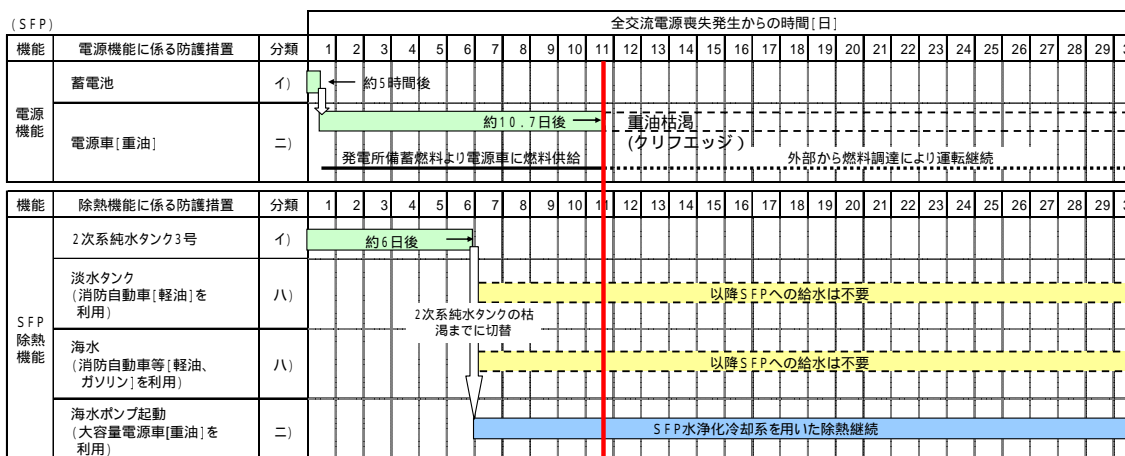 (SFP)
全交流電源喪失発生からの時間[日]
機能 電源機能に係る防護措置 分類 1 2 3 4 5 6 7 8 9 10 11 12 13 14 15 16 17 18 19 20 21 22 23 24 25 26 27 28 29
電源
機能
蓄電池 イ) 約5時間後
電源車[重油] ニ) 約10.7日後 重油枯渇
(クリフエッジ)
発電所備蓄燃料より電源車に燃料供給 外部から燃料調達により運転継続
機能 除熱機能に係る防護措置 分類 1 2 3 4 5 6 7 8 9 10 11 12 13 14 15 16 17 18 19 20 21 22 23 24 25 26 27 28 29
SFP
除熱
機能
2次系純水タンク3号 イ) 約6日後
淡水タンク
(消防自動車[軽油]を
利用)
ハ) 以降SFPへの給水は不要
2次系純水タンクの枯
渇までに切替
海水
(消防自動車等[軽油、
ガソリン]を利用)
ハ) 以降SFPへの給水は不要
海水ポンプ起動
(大容量電源車[重油]を
利用)
ニ) SFP水浄化冷却系を用いた除熱継続